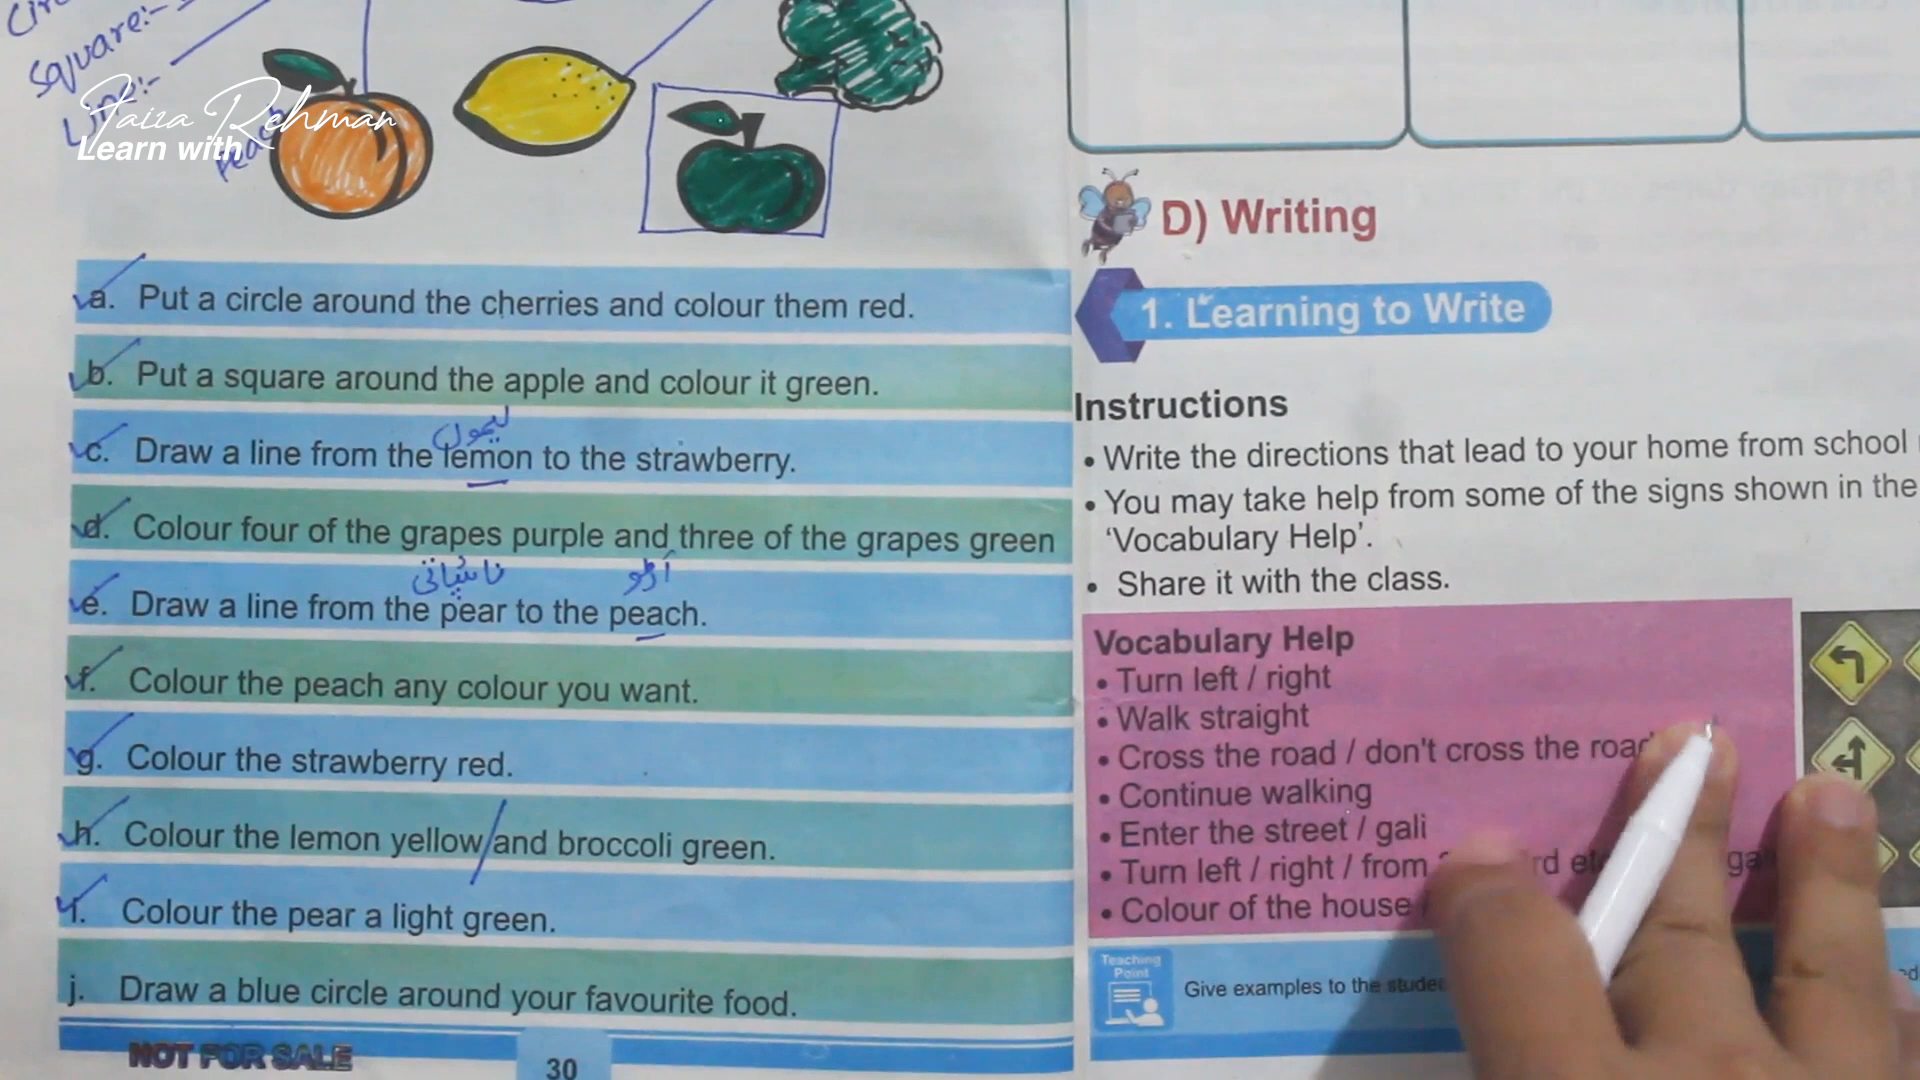 Square:-
Line:-
Peach
Taiza Rehman
Learn with
a. Put a circle around the cherries and colour them red.
b. Put a square around the apple and colour it green.
لیموں
c. Draw a line from the lemon to the strawberry.
d. Colour four of the grapes purple and three of the grapes green
ناشپاتی آڑو
e. Draw a line from the pear to the peach.
f. Colour the peach any colour you want.
g. Colour the strawberry red.
h. Colour the lemon yellow/and broccoli green.
i. Colour the pear a light green.
j. Draw a blue circle around your favourite food.
NOT FOR SALE
30
D) Writing
1. Learning to Write
Instructions
• Write the directions that lead to your home from school
• You may take help from some of the signs shown in the
‘Vocabulary Help’.
• Share it with the class.
Vocabulary Help
• Turn left / right
• Walk straight
• Cross the road / don't cross the road
• Continue walking
• Enter the street / gali
• Turn left / right / from
• Colour of the house
Teaching
Point
Give examples to the